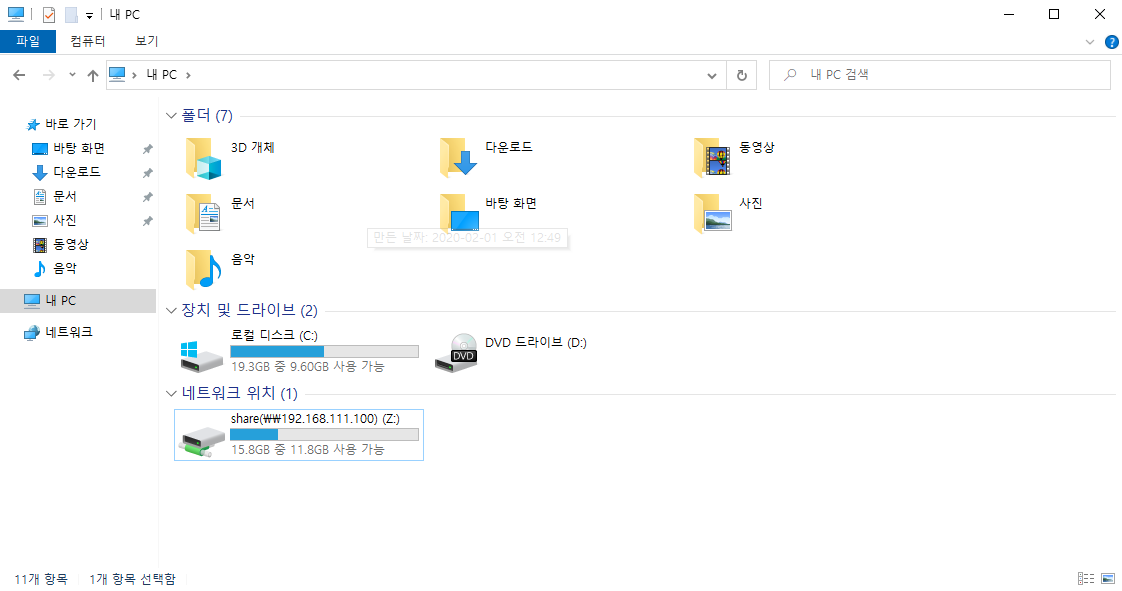 내 PC
파일 컴퓨터 보기
내 PC
내 PC 검색
바로 가기
바탕 화면
다운로드
문서
사진
동영상
음악
내 PC
네트워크
폴더 (7)
3D 개체
다운로드
동영상
문서
바탕 화면
사진
만든 날짜: 2020-02-01 오전 12:49
음악
장치 및 드라이브 (2)
로컬 디스크 (C:)
19.3GB 중 9.60GB 사용 가능
DVD
DVD 드라이브 (D:)
네트워크 위치 (1)
share(₩₩192.168.111.100) (Z:)
15.8GB 중 11.8GB 사용 가능
11개 항목 1개 항목 선택함